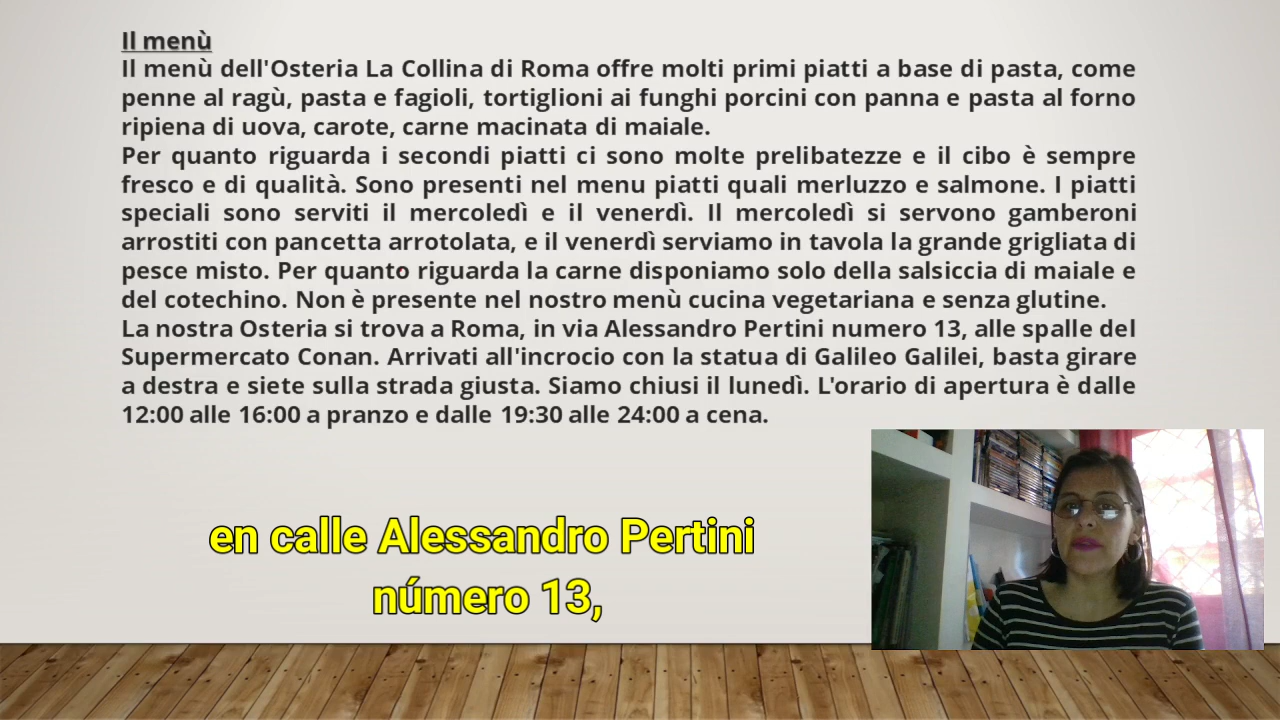 Il menù
Il menù dell'Osteria La Collina di Roma offre molti primi piatti a base di pasta, come
penne al ragù, pasta e fagioli, tortiglioni ai funghi porcini con panna e pasta al forno
ripiena di uova, carote, carne macinata di maiale.
Per quanto riguarda i secondi piatti ci sono molte prelibatezze e il cibo è sempre
fresco e di qualità. Sono presenti nel menu piatti quali merluzzo e salmone. I piatti
speciali sono serviti il mercoledì e il venerdì. Il mercoledì si servono gamberoni
arrostiti con pancetta arrotolata, e il venerdì serviamo in tavola la grande grigliata di
pesce misto. Per quanto riguarda la carne disponiamo solo della salsiccia di maiale e
del cotechino. Non è presente nel nostro menù cucina vegetariana e senza glutine.
La nostra Osteria si trova a Roma, in via Alessandro Pertini numero 13, alle spalle del
Supermercato Conan. Arrivati all'incrocio con la statua di Galileo Galilei, basta girare
a destra e siete sulla strada giusta. Siamo chiusi il lunedì. L'orario di apertura è dalle
12:00 alle 16:00 a pranzo e dalle 19:30 alle 24:00 a cena.
en calle Alessandro Pertini
número 13,